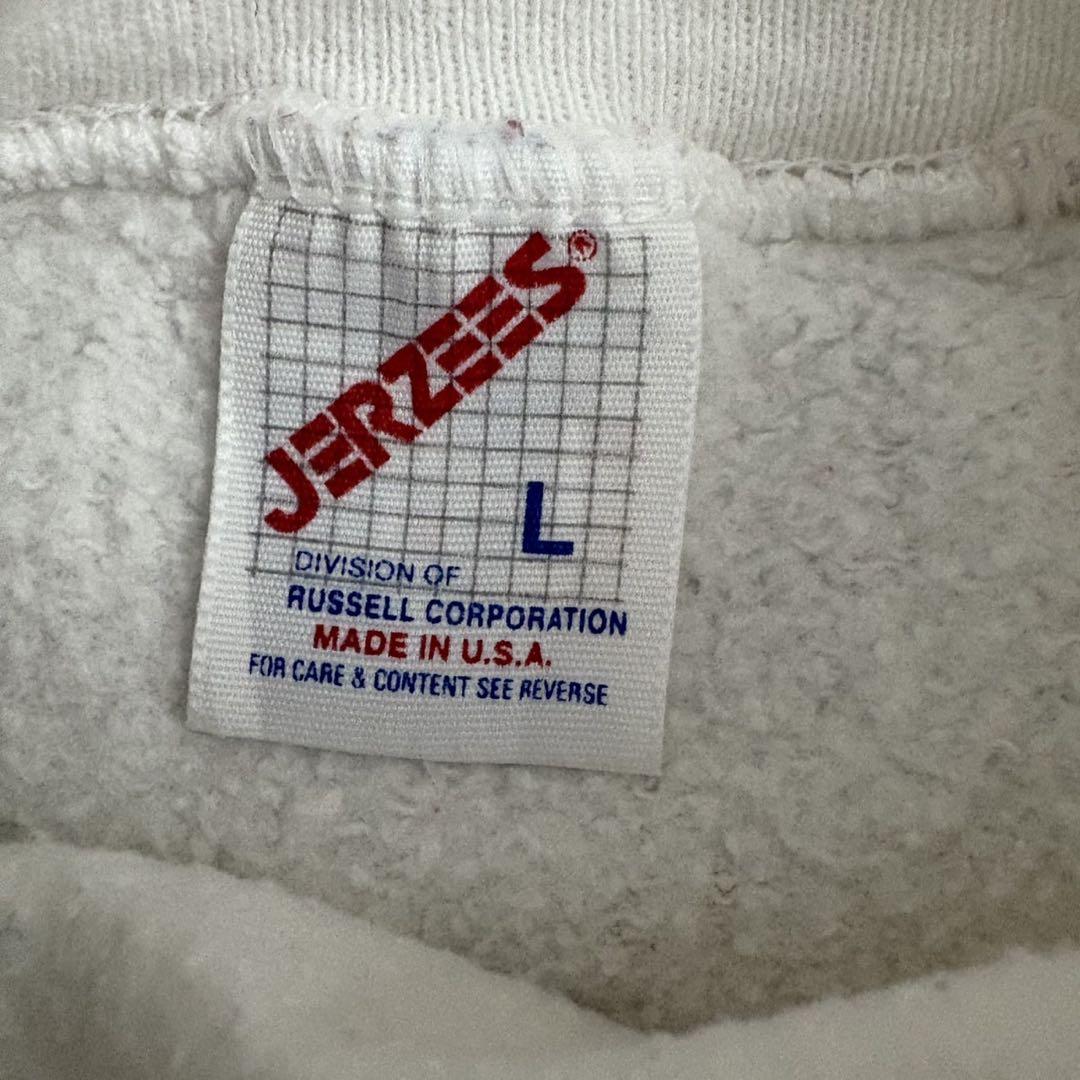 JERZEES®
L
DIVISION OF
RUSSELL CORPORATION
MADE IN U.S.A.
FOR CARE & CONTENT SEE REVERSE